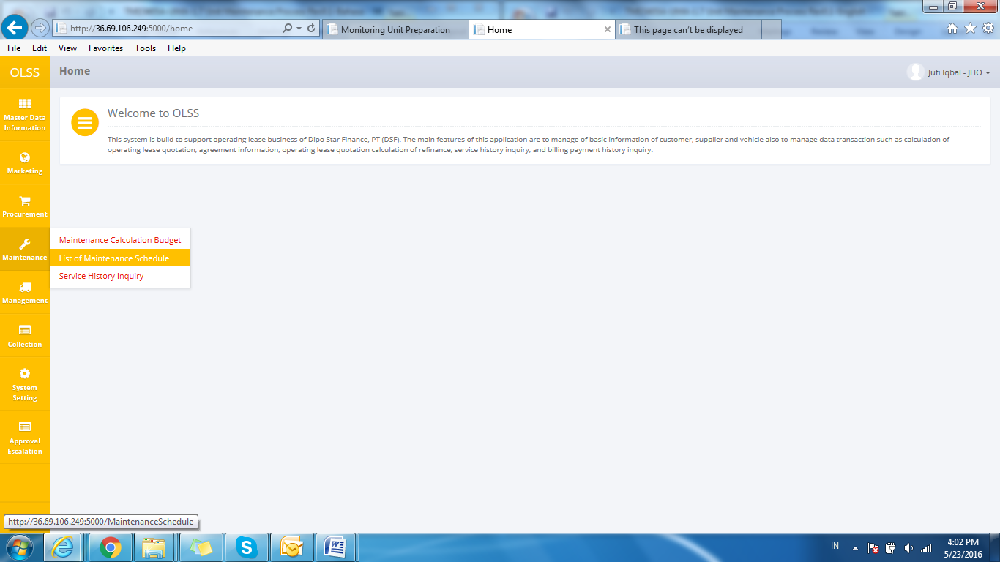 http://36.69.106.249:5000/home
Monitoring Unit Preparation
Home
This page can't be displayed
File Edit View Favorites Tools Help
OLSS
Home
Jufi Iqbal - JHO
Master Data
Information
Marketing
Procurement
Maintenance
Management
Collection
System
Setting
Approval
Escalation
Welcome to OLSS
This system is build to support operating lease business of Dipo Star Finance, PT (DSF). The main features of this application are to manage of basic information of customer, supplier and vehicle also to manage data transaction such as calculation of
operating lease quotation, agreement information, operating lease quotation calculation of refinance, service history inquiry, and billing payment history inquiry.
Maintenance Calculation Budget
List of Maintenance Schedule
Service History Inquiry
http://36.69.106.249:5000/MaintenanceSchedule
IN
4:02 PM
5/23/2016